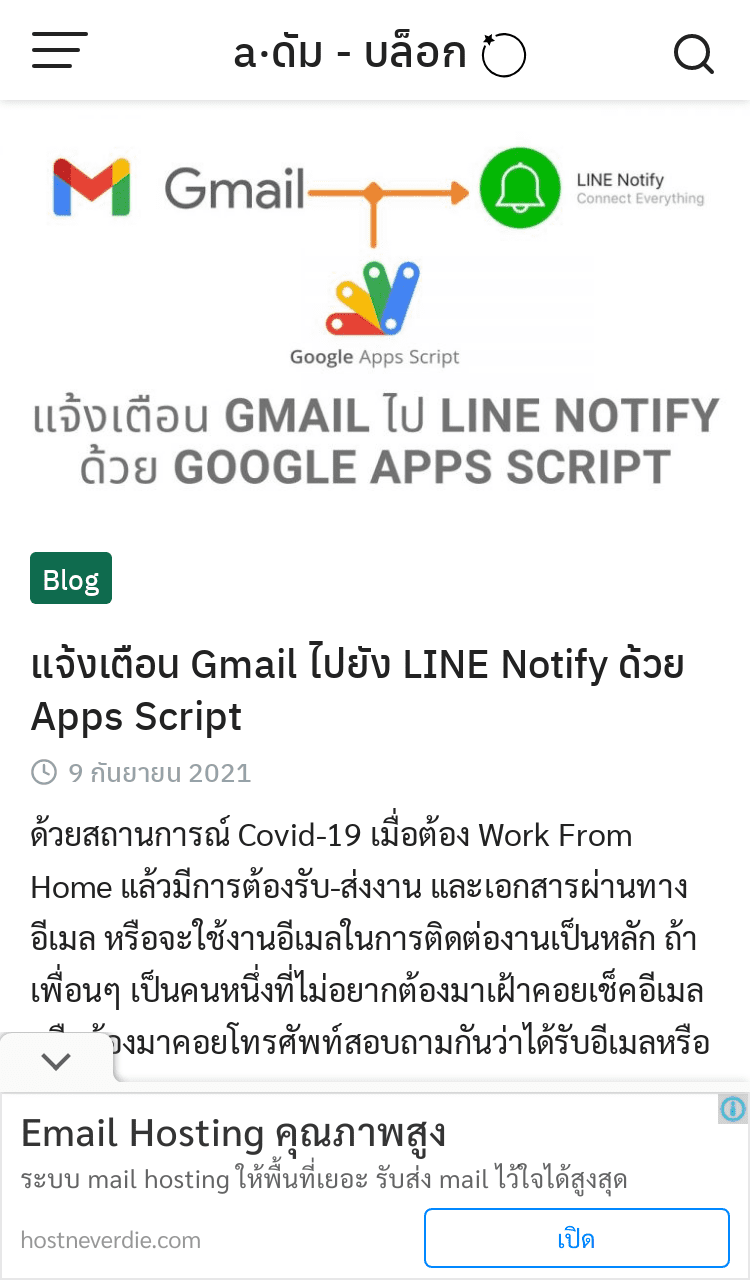 a·ดัม - บล็อก
Gmail
LINE Notify
Connect Everything
Google Apps Script
แจ้งเตือน GMAIL ไป LINE NOTIFY
ด้วย GOOGLE APPS SCRIPT
Blog
แจ้งเตือน Gmail ไปยัง LINE Notify ด้วย
Apps Script
9 กันยายน 2021
ด้วยสถานการณ์ Covid-19 เมื่อต้อง Work From
Home แล้วมีการต้องรับ-ส่งงาน และเอกสารผ่านทาง
อีเมล หรือจะใช้งานอีเมลในการติดต่องานเป็นหลัก ถ้า
เพื่อนๆ เป็นคนหนึ่งที่ไม่อยากต้องมาเฝ้าคอยเช็คอีเมล
มาคอยโทรศัพท์สอบถามกันว่าได้รับอีเมลหรือ
Email Hosting คุณภาพสูง
ระบบ mail hosting ให้พื้นที่เยอะ รับส่ง mail ไว้ใจได้สูงสุด
hostneverdie.com
เปิด